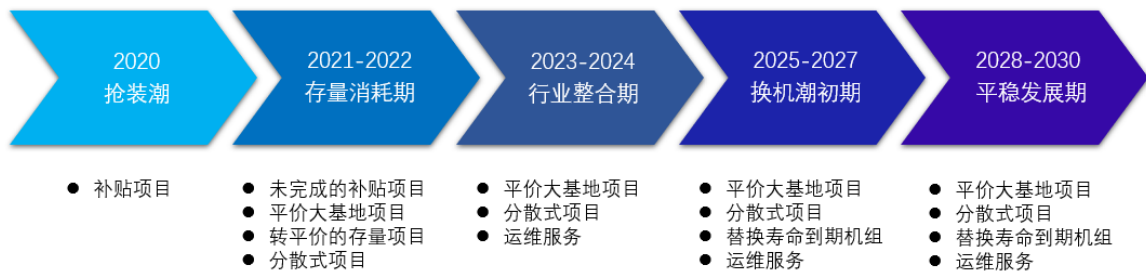 2020
抢装潮
2021-2022
存量消耗期
2023-2024
行业整合期
2025-2027
换机潮初期
2028-2030
平稳发展期
● 补贴项目
● 未完成的补贴项目
● 平价大基地项目
● 转平价的存量项目
● 分散式项目
● 平价大基地项目
● 分散式项目
● 运维服务
● 平价大基地项目
● 分散式项目
● 替换寿命到期机组
● 运维服务
● 平价大基地项目
● 分散式项目
● 替换寿命到期机组
● 运维服务